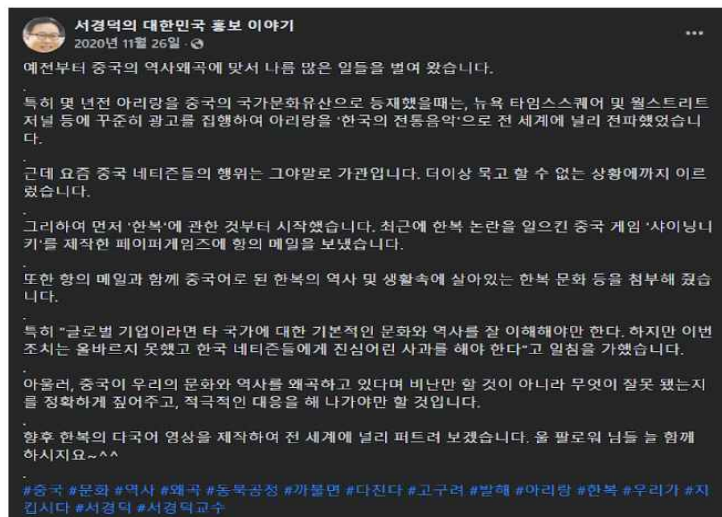 서경덕의 대한민국 홍보 이야기
2020년 11월 26일 ·
예전부터 중국의 역사왜곡에 맞서 나름 많은 일들을 벌여 왔습니다.
.
특히 몇 년전 아리랑을 중국의 국가문화유산으로 등재했을때는, 뉴욕 타임스스퀘어 및 월스트리트
저널 등에 꾸준히 광고를 집행하여 아리랑을 '한국의 전통음악'으로 전 세계에 널리 전파했었습니
다.
.
근데 요즘 중국 네티즌들의 행위는 그야말로 가관입니다. 더이상 묵고 할 수 없는 상황에까지 이르
렀습니다.
.
그리하여 먼저 '한복'에 관한 것부터 시작했습니다. 최근에 한복 논란을 일으킨 중국 게임 '샤이닝니
키'를 제작한 페이퍼게임즈에 항의 메일을 보냈습니다.
.
또한 항의 메일과 함께 중국어로 된 한복의 역사 및 생활속에 살아있는 한복 문화 등을 첨부해 줬습
니다.
.
특히 "글로벌 기업이라면 타 국가에 대한 기본적인 문화와 역사를 잘 이해해야만 한다. 하지만 이번
조치는 올바르지 못했고 한국 네티즌들에게 진심어린 사과를 해야 한다"고 일침을 가했습니다.
.
아울러, 중국이 우리의 문화와 역사를 왜곡하고 있다며 비난만 할 것이 아니라 무엇이 잘못 됐는지
를 정확하게 짚어주고, 적극적인 대응을 해 나가야만 할 것입니다.
.
향후 한복의 다국어 영상을 제작하여 전 세계에 널리 퍼트려 보겠습니다. 울 팔로워 님들 늘 함께
하시지요~^^
.
#중국 #문화 #역사 #왜곡 #동북공정 #까불면 #다진다 #고구려 #발해 #아리랑 #한복 #우리가 #지
킵시다 #서경덕 #서경덕교수